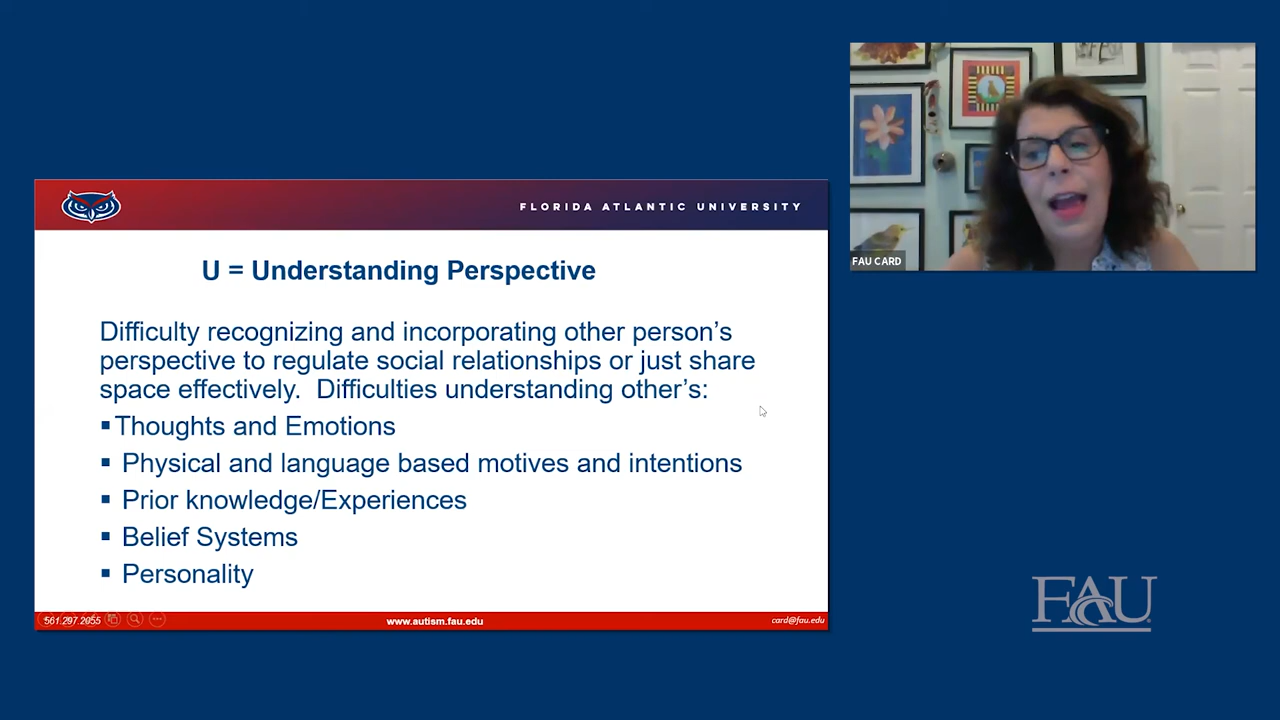 FLORIDA ATLANTIC UNIVERSITY
U = Understanding Perspective
Difficulty recognizing and incorporating other person's
perspective to regulate social relationships or just share
space effectively.  Difficulties understanding other's:
▪Thoughts and Emotions
▪ Physical and language based motives and intentions
▪ Prior knowledge/Experiences
▪ Belief Systems
▪ Personality
561.297.2055
www.autism.fau.edu
card@fau.edu
FAU CARD
FAU